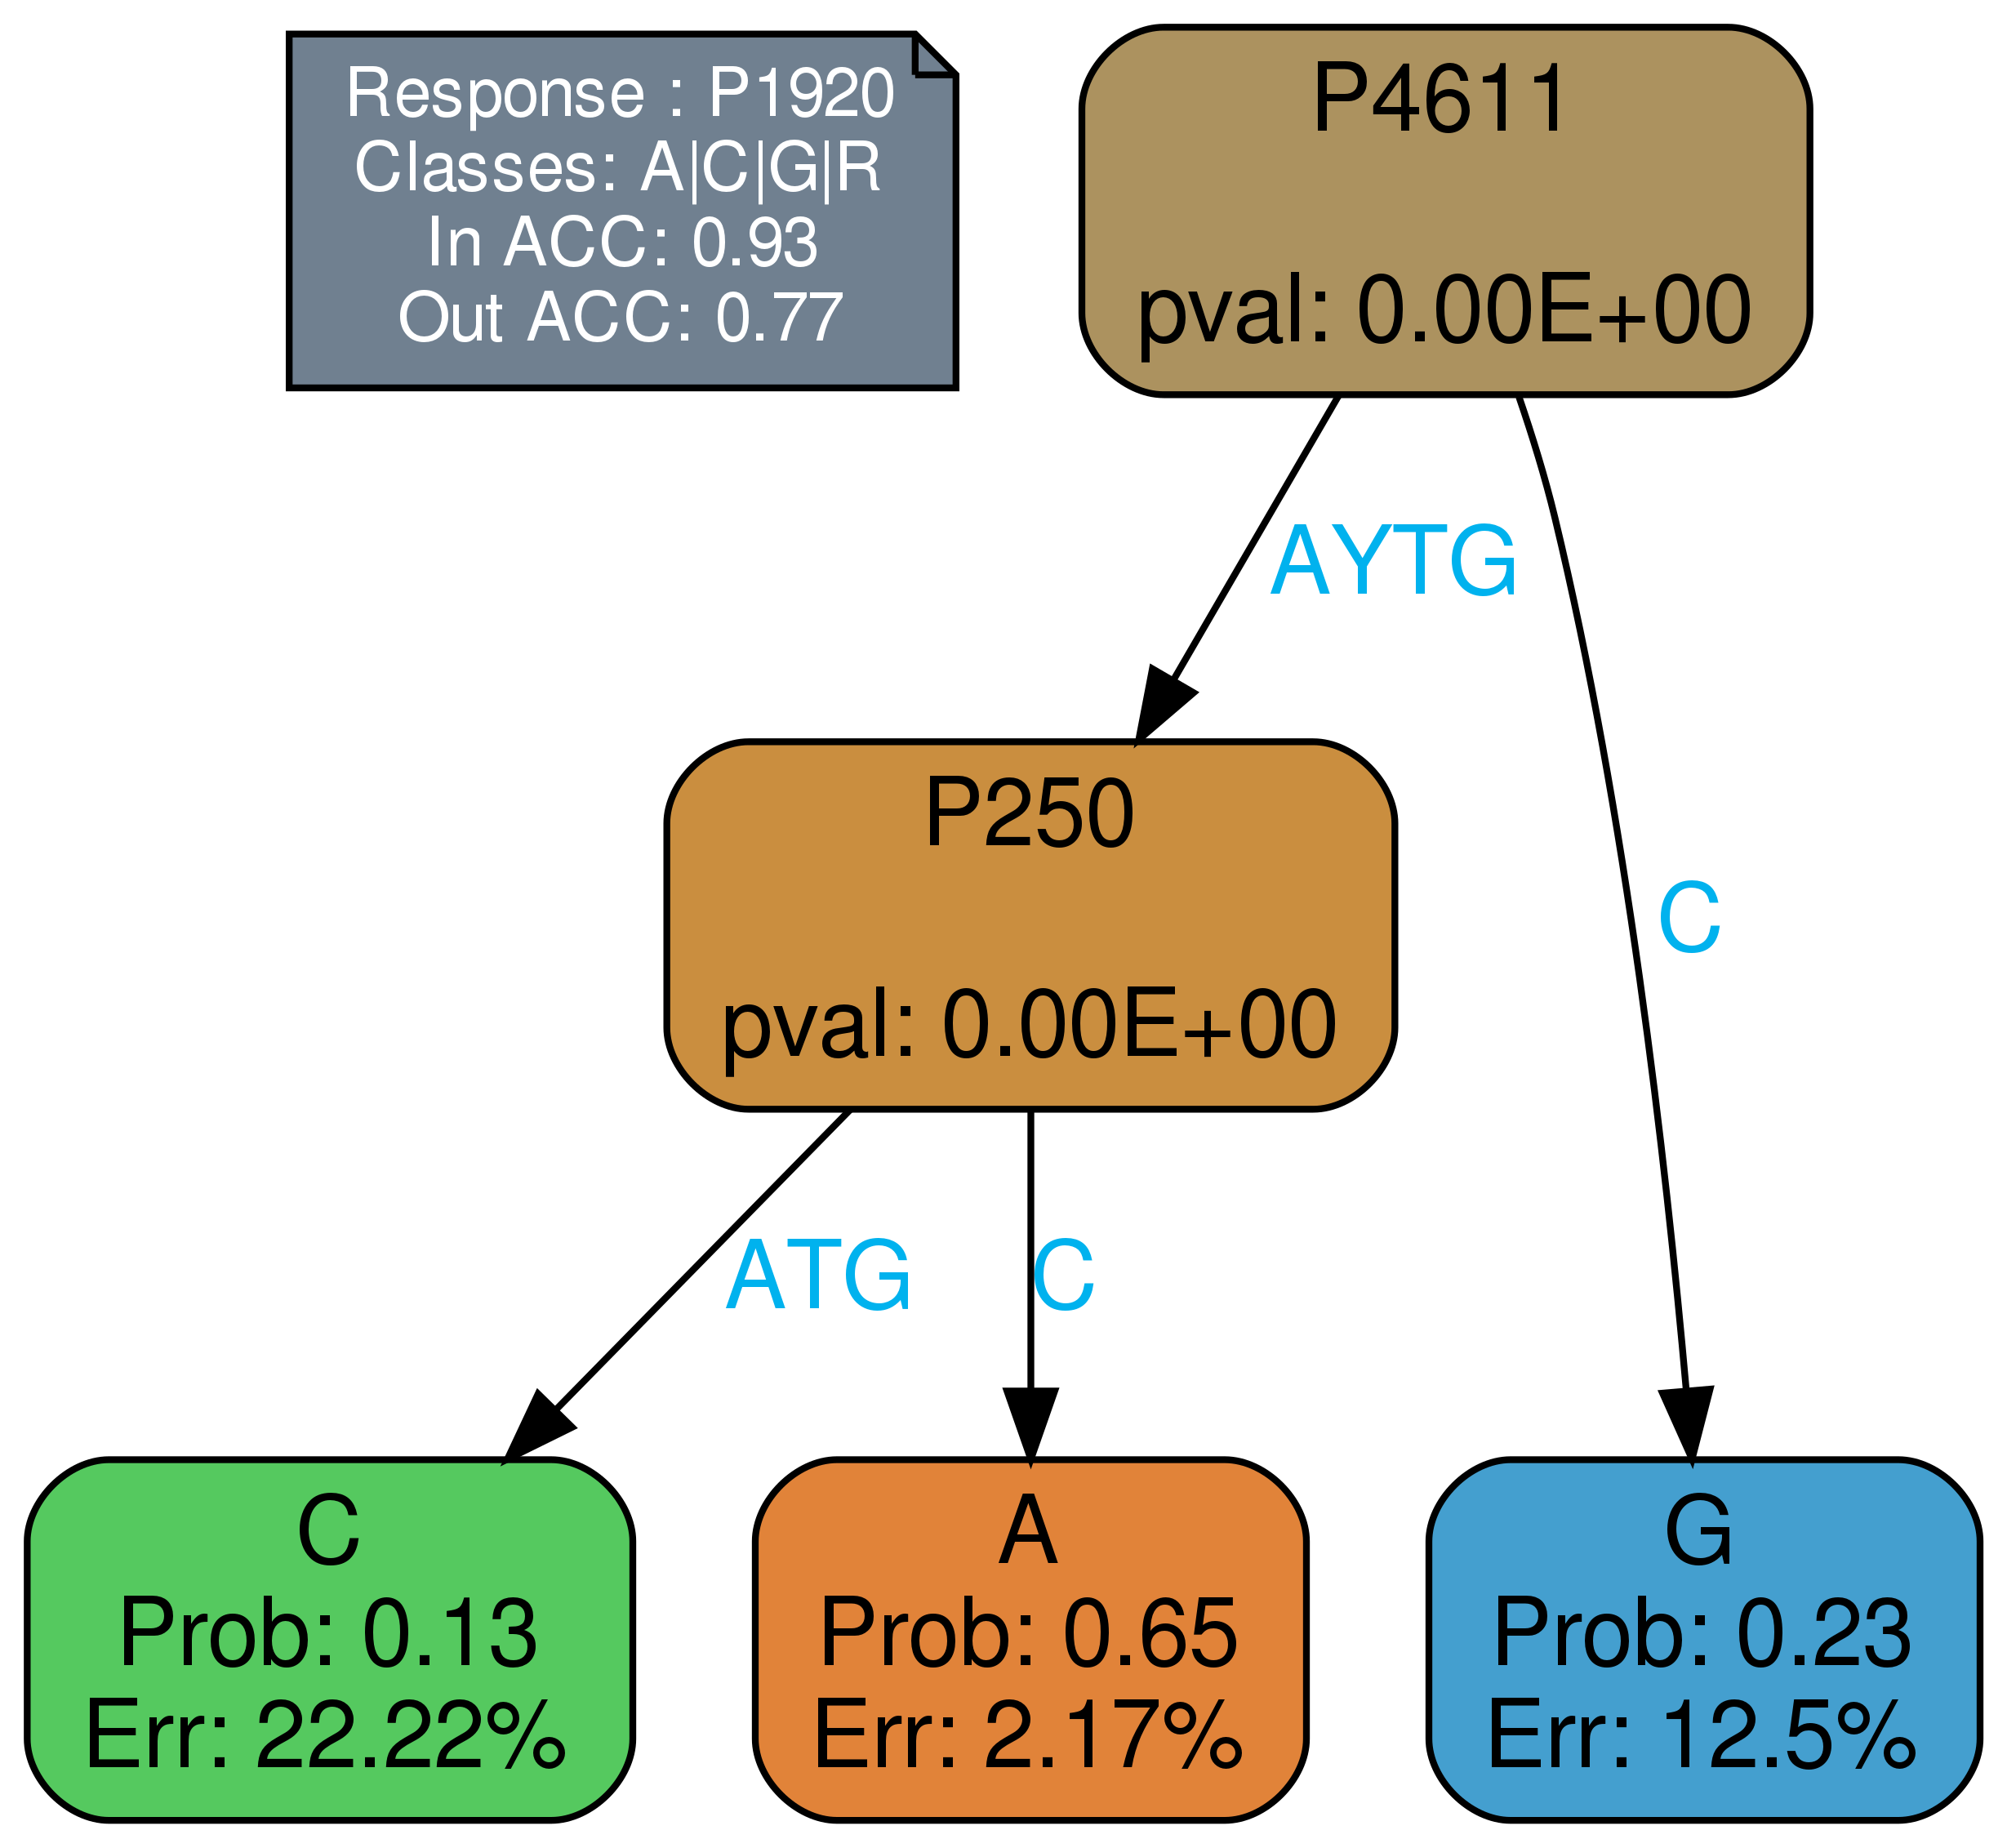 Response : P1920
Classes: A|C|G|R
In ACC: 0.93
Out ACC: 0.77
P4611
pval: 0.00E+00
AYTG
C
P250
pval: 0.00E+00
ATG
C
C
Prob: 0.13
Err: 22.22%
A
Prob: 0.65
Err: 2.17%
G
Prob: 0.23
Err: 12.5%